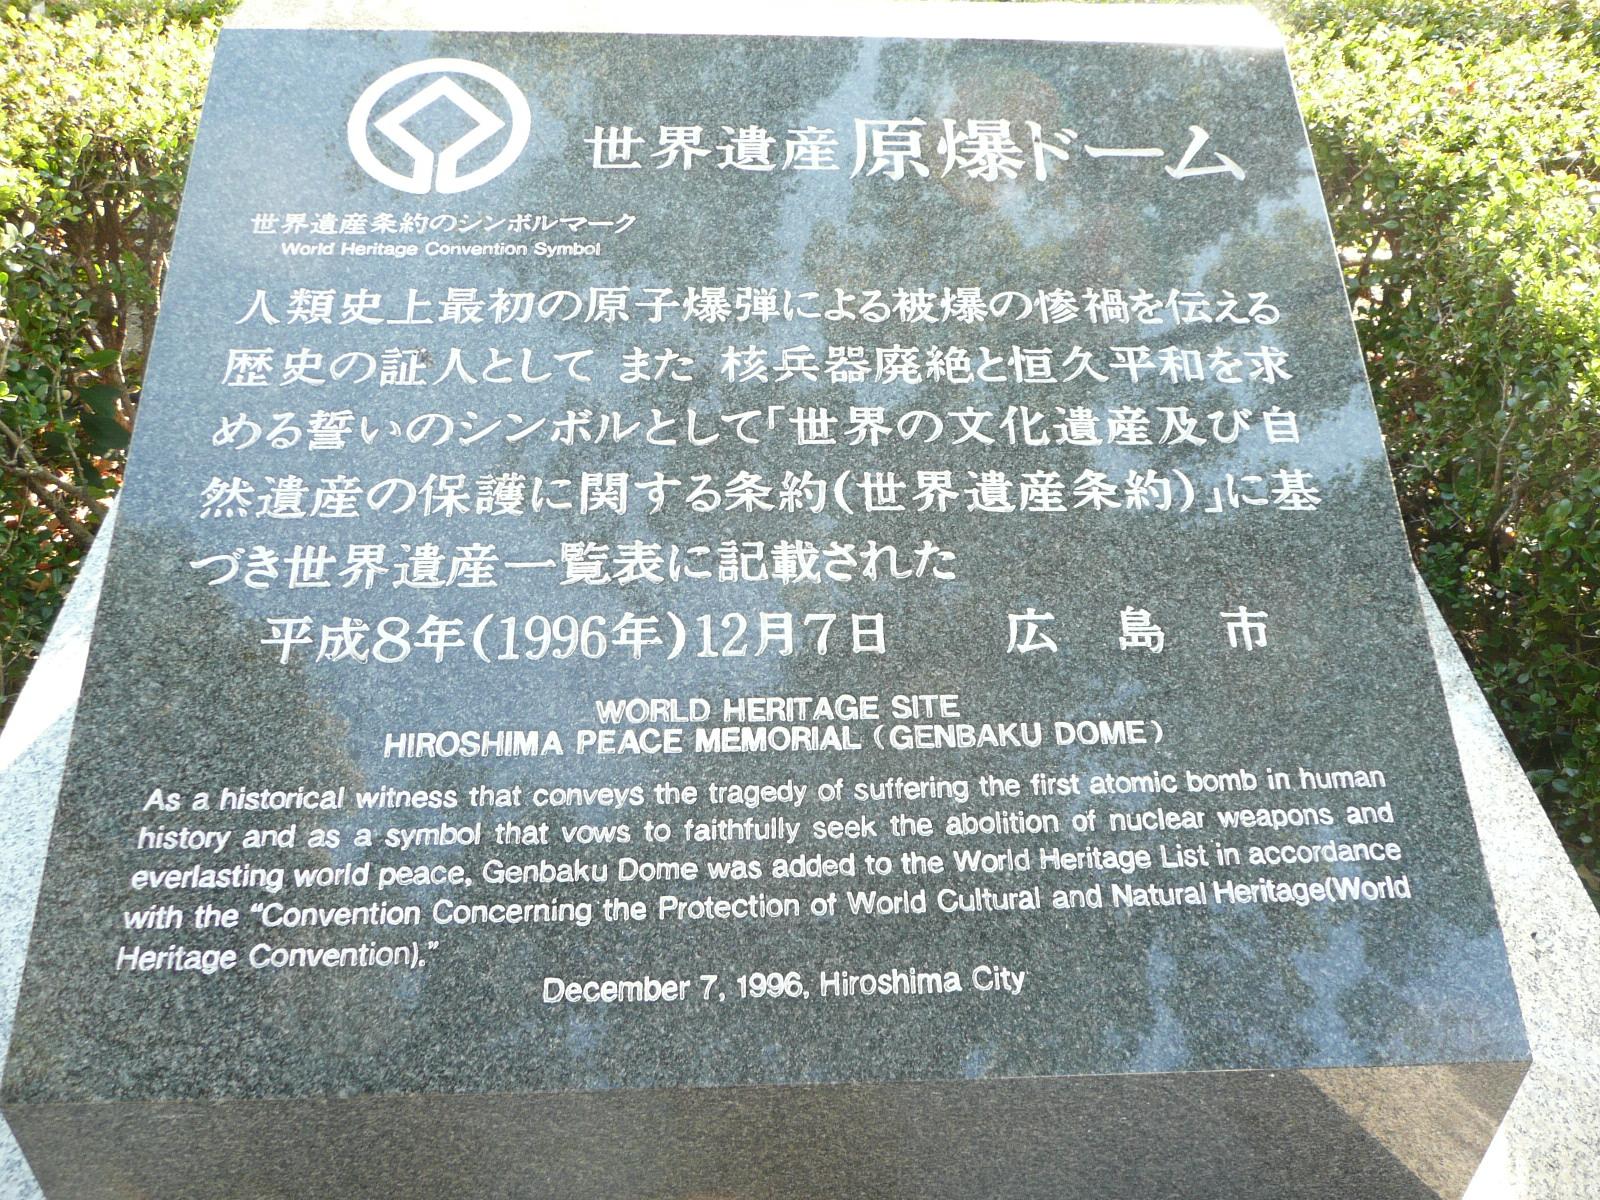 世界遺産 原爆ドーム
世界遺産条約のシンボルマーク
World Heritage Convention Symbol
人類史上最初の原子爆弾による被爆の惨禍を伝える
歴史の証人として また 核兵器廃絶と恒久平和を求
める誓いのシンボルとして「世界の文化遺産及び自
然遺産の保護に関する条約(世界遺産条約)」に基
づき世界遺産一覧表に記載された
平成8年(1996年)12月7日 広島市
WORLD HERITAGE SITE
HIROSHIMA PEACE MEMORIAL (GENBAKU DOME)
As a historical witness that conveys the tragedy of suffering the first atomic bomb in human
history and as a symbol that vows to faithfully seek the abolition of nuclear weapons and
everlasting world peace, Genbaku Dome was added to the World Heritage List in accordance
with the “Convention Concerning the Protection of World Cultural and Natural Heritage(World
Heritage Convention).”
December 7, 1996, Hiroshima City